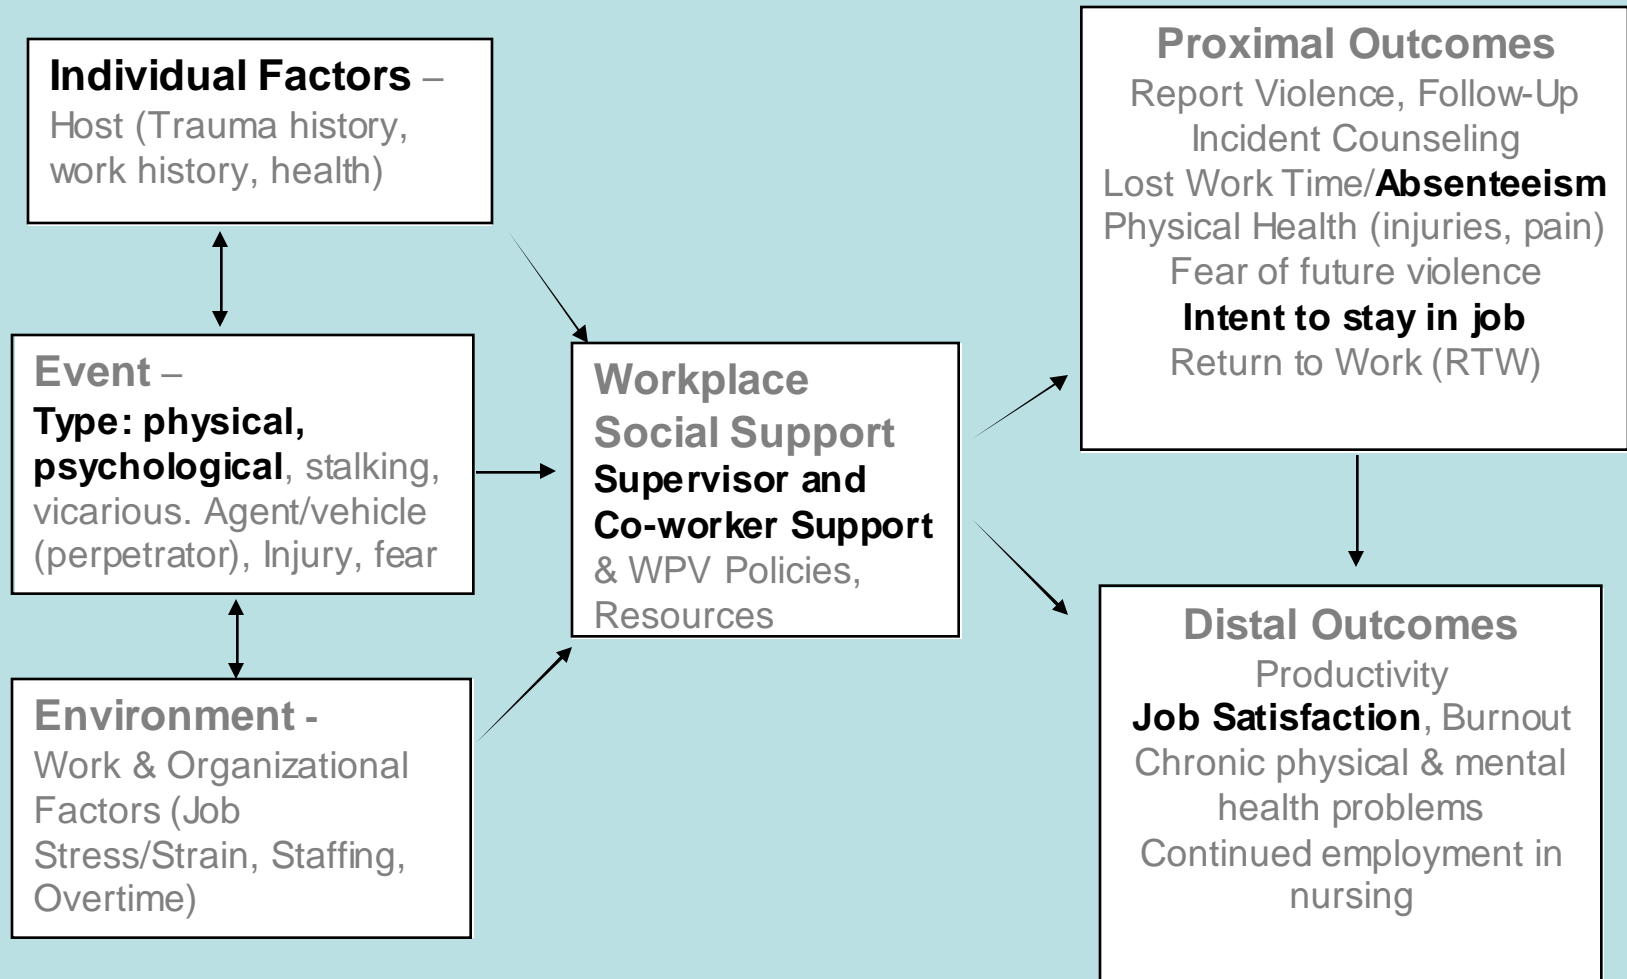 Individual Factors –
Host (Trauma history,
work history, health)
Event –
Type: physical,
psychological, stalking,
vicarious. Agent/vehicle
(perpetrator), Injury, fear
Environment -
Work & Organizational
Factors (Job
Stress/Strain, Staffing,
Overtime)
Workplace
Social Support
Supervisor and
Co-worker Support
& WPV Policies,
Resources
Proximal Outcomes
Report Violence, Follow-Up
Incident Counseling
Lost Work Time/Absenteeism
Physical Health (injuries, pain)
Fear of future violence
Intent to stay in job
Return to Work (RTW)
Distal Outcomes
Productivity
Job Satisfaction, Burnout
Chronic physical & mental
health problems
Continued employment in
nursing